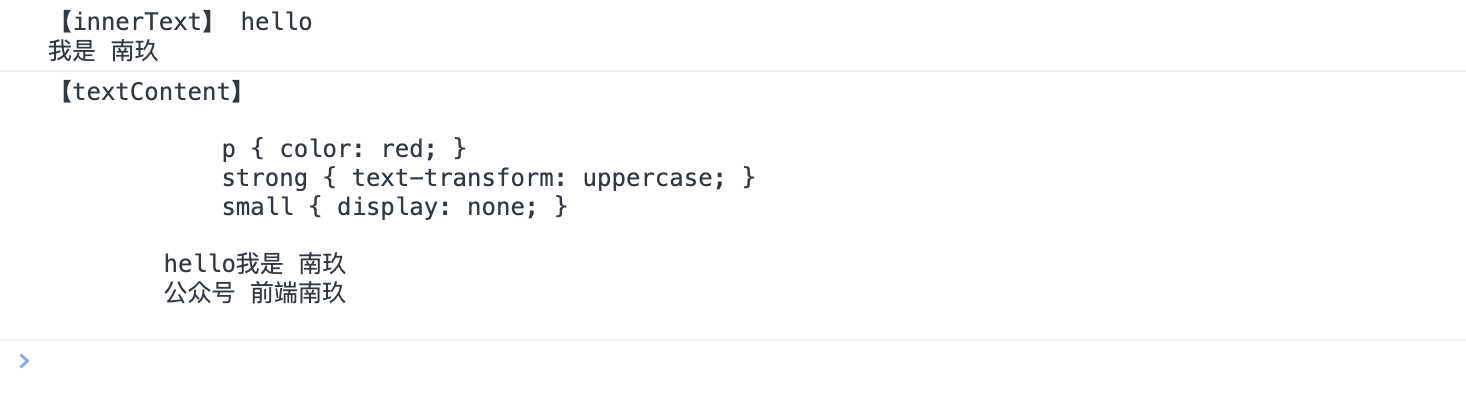 【innerText】 hello
我是 南玖
【textContent】
p { color: red; }
strong { text-transform: uppercase; }
small { display: none; }
hello我是 南玖
公众号 前端南玖